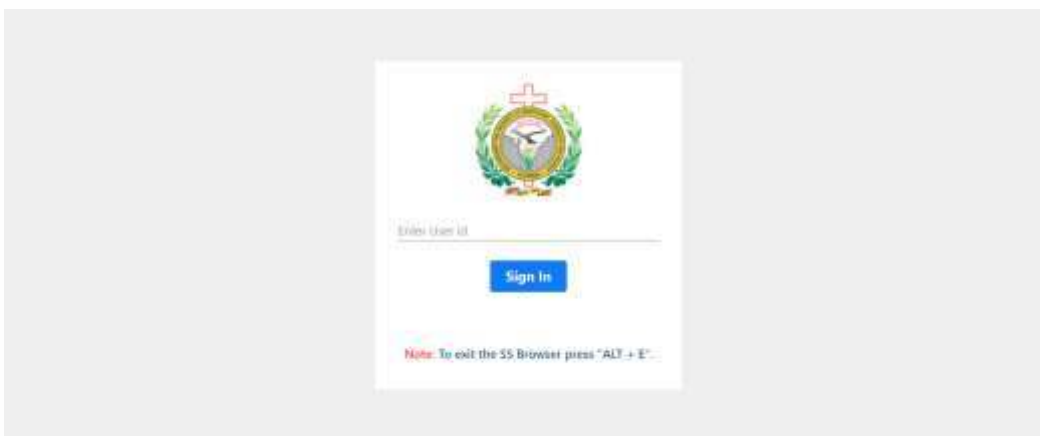 Enter User Id
Sign In
Note: To exit the SS Browser press "ALT + E".